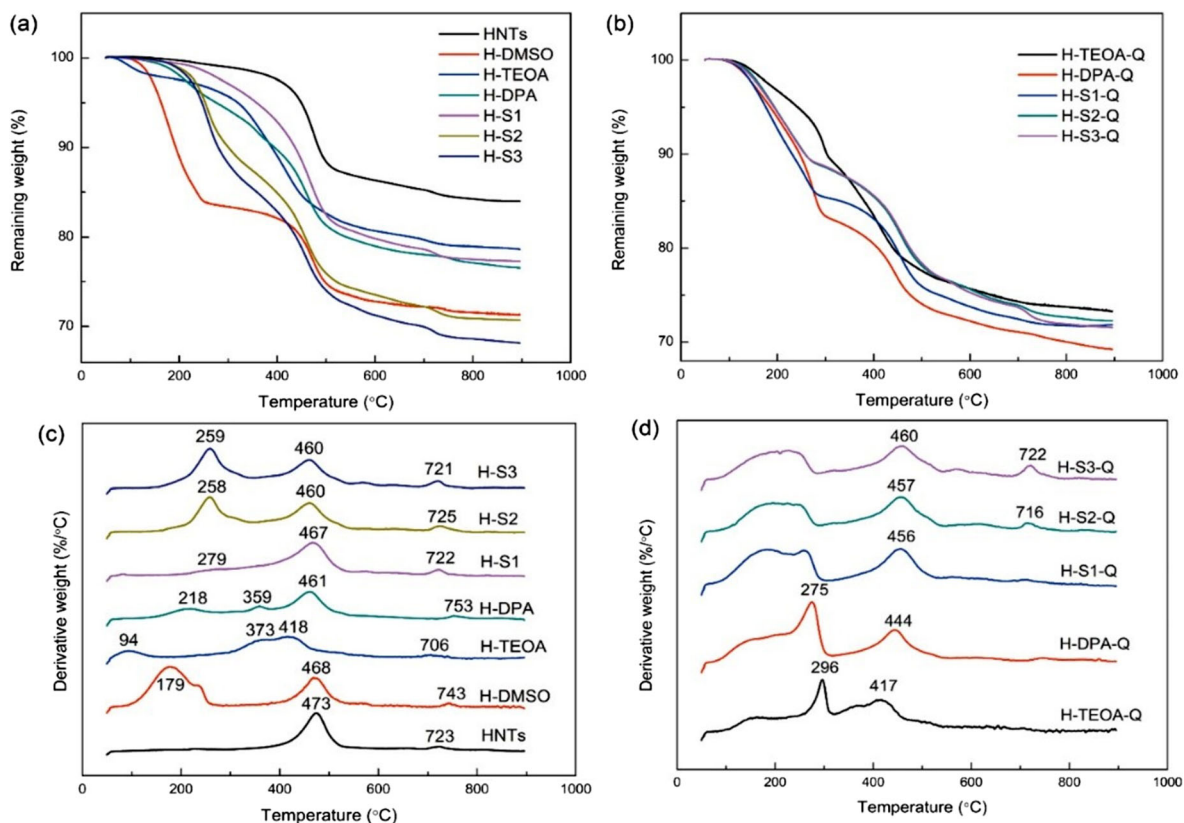 (a)
HNTs
H-DMSO
H-TEOA
H-DPA
H-S1
H-S2
H-S3
Remaining weight (%)
100
90
80
70
0 200 400 600 800 1000
Temperature (°C)
(b)
H-TEOA-Q
H-DPA-Q
H-S1-Q
H-S2-Q
H-S3-Q
Remaining weight (%)
100
90
80
70
0 200 400 600 800 1000
Temperature (°C)
(c)
Derivative weight (%/°C)
259 460 721 H-S3
258 460 725 H-S2
279 467 722 H-S1
218 359 461 753 H-DPA
94 373 418 706 H-TEOA
179 468 743 H-DMSO
473 723 HNTs
0 200 400 600 800 1000
Temperature (°C)
(d)
Derivative weight (%/°C)
460 722 H-S3-Q
457 716 H-S2-Q
456 H-S1-Q
275 444 H-DPA-Q
296 417 H-TEOA-Q
0 200 400 600 800 1000
Temperature (°C)